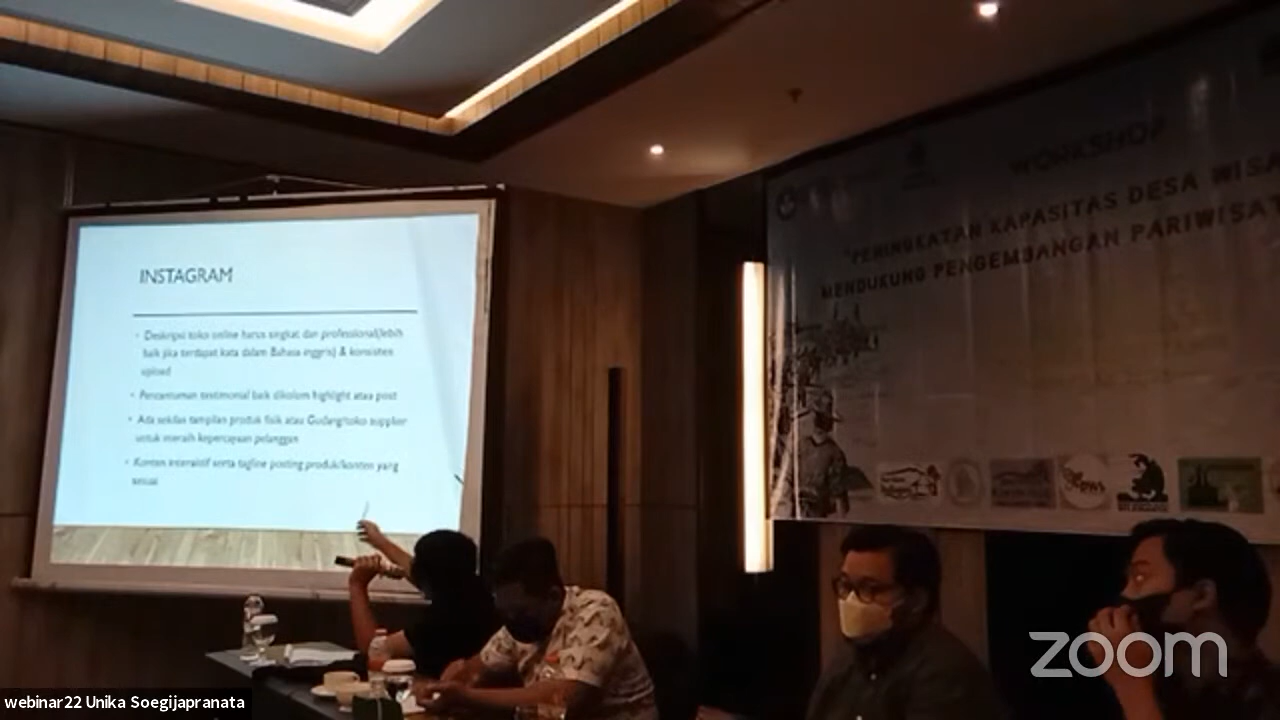 INSTAGRAM
• Deskripsi toko online harus singkat dan professional(lebih
baik jika terdapat kata dalam Bahasa inggris) & konsisten
upload
• Pencantuman testimonial baik dikolom highlight atau post
• Ada sekilas tampilan produk fisik atau Gudang/toko supplier
untuk meraih kepercayaan pelanggan
• Konten interaktif serta tagline posting produk/konten yang
sesuai
WORKSHOP
"PENINGKATAN KAPASITAS DESA WISA
MENDUKUNG PENGEMBANGAN PARIWISAT
zoom
webinar22 Unika Soegijapranata